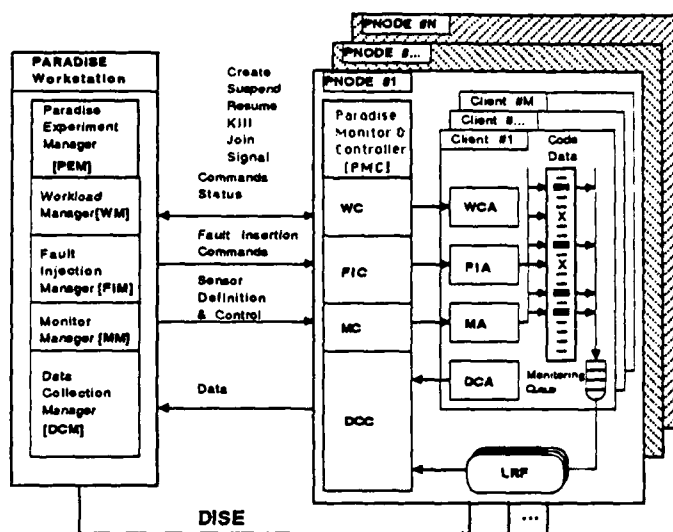 PNODE #N
PNODE #...
PARADISE
Workstation
PNODE #1
Create
Suspend
Resume
Kill
Join
Signal
Paradise
Experiment
Manager
[PEM]
Paradise
Monitor &
Controller
[PMC]
Client #M
Client #...
Client #1
Code
Data
Commands
Status
Workload
Manager[WM]
WC
WCA
Fault Insertion
Commands
Fault
Injection
Manager [FIM]
FIC
FIA
Sensor
Definition
& Control
Monitor
Manager [MM]
MC
MA
Data
Collection
Manager
[DCM]
Data
DCC
DCA
Monitoring
Queue
LRF
DISE
...